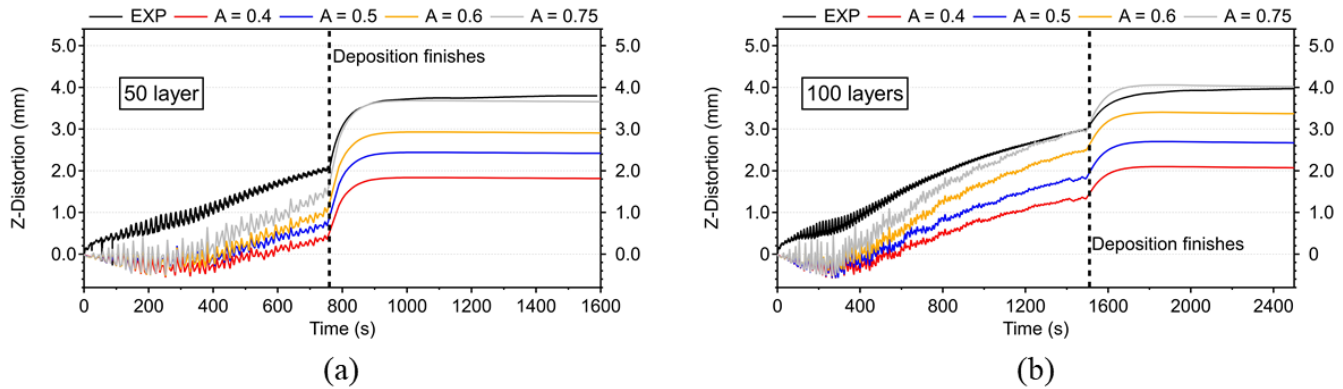 EXP A = 0.4 A = 0.5 A = 0.6 A = 0.75
5.0
4.0
3.0
2.0
1.0
0.0
Z-Distortion (mm)
50 layer
Deposition finishes
5.0
4.0
3.0
2.0
1.0
0
0 200 400 600 800 1000 1200 1400 1600
Time (s)
(a)
EXP A = 0.4 A = 0.5 A = 0.6 A = 0.75
5.0
4.0
3.0
2.0
1.0
0.0
Z-Distortion (mm)
100 layers
Deposition finishes
5.0
4.0
3.0
2.0
1.0
0
0 400 800 1200 1600 2000 2400
Time (s)
(b)